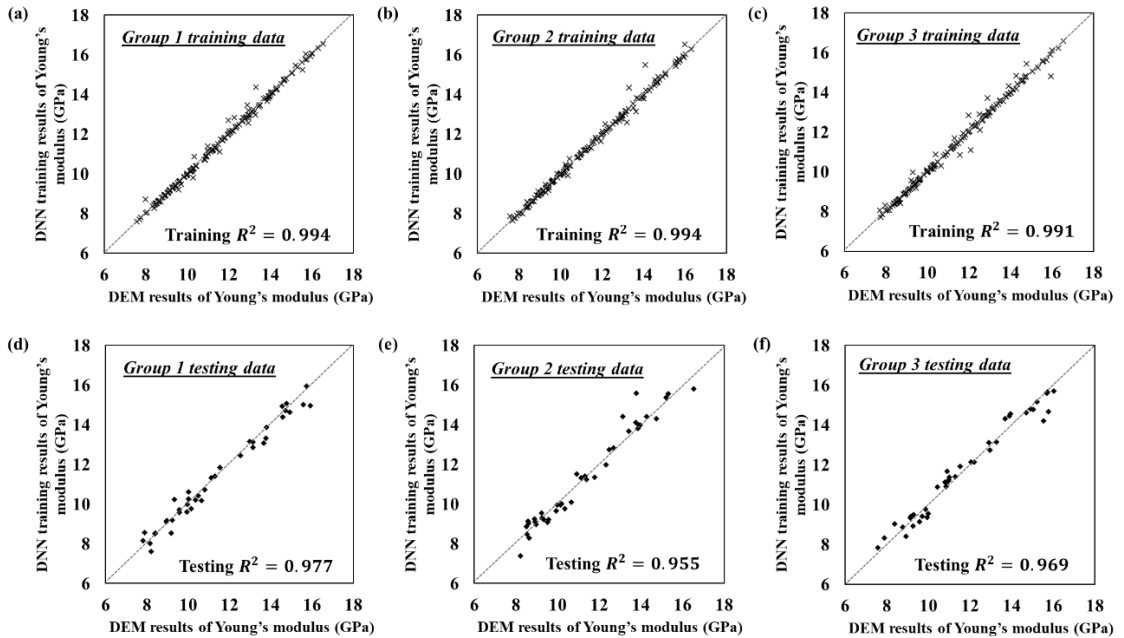 (a)
Group 1 training data
DNN training results of Young's
modulus (GPa)
18
16
14
12
10
8
6
Training R² = 0.994
6 8 10 12 14 16 18
DEM results of Young's modulus (GPa)
(b)
Group 2 training data
DNN training results of Young's
modulus (GPa)
18
16
14
12
10
8
6
Training R² = 0.994
6 8 10 12 14 16 18
DEM results of Young's modulus (GPa)
(c)
Group 3 training data
DNN training results of Young's
modulus (GPa)
18
16
14
12
10
8
6
Training R² = 0.991
6 8 10 12 14 16 18
DEM results of Young's modulus (GPa)
(d)
Group 1 testing data
DNN training results of Young's
modulus (GPa)
18
16
14
12
10
8
6
Testing R² = 0.977
6 8 10 12 14 16 18
DEM results of Young's modulus (GPa)
(e)
Group 2 testing data
DNN training results of Young's
modulus (GPa)
18
16
14
12
10
8
6
Testing R² = 0.955
6 8 10 12 14 16 18
DEM results of Young's modulus (GPa)
(f)
Group 3 testing data
DNN training results of Young's
modulus (GPa)
18
16
14
12
10
8
6
Testing R² = 0.969
6 8 10 12 14 16 18
DEM results of Young's modulus (GPa)